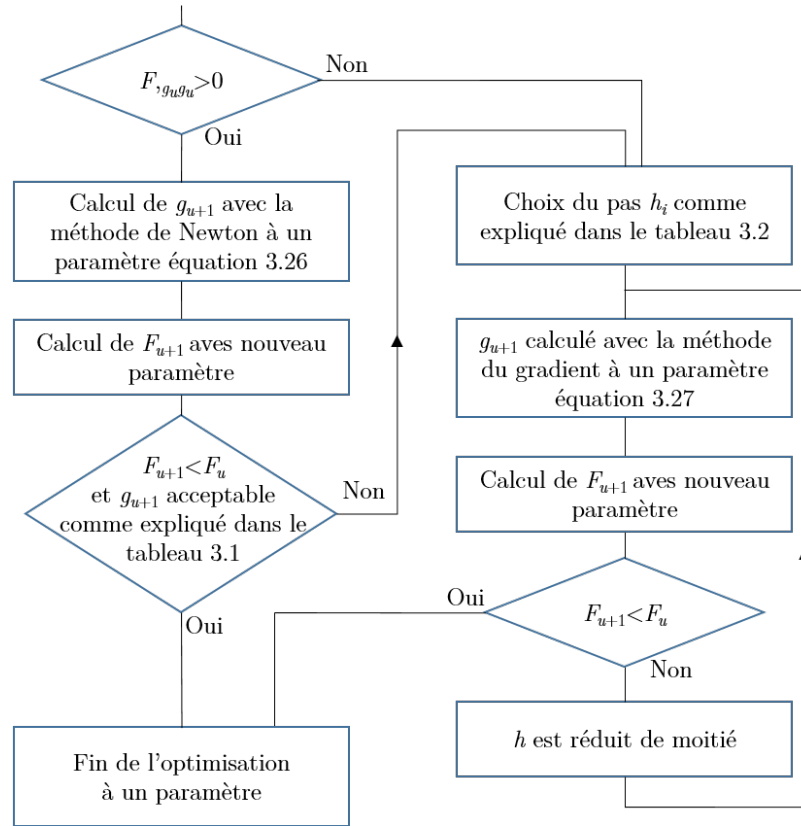 F,gugu>0
Non
Oui
Calcul de gu+1 avec la
méthode de Newton à un
paramètre équation 3.26
Calcul de Fu+1 aves nouveau
paramètre
Fu+1<Fu
et gu+1 acceptable
comme expliqué dans le
tableau 3.1
Non
Oui
Fin de l'optimisation
à un paramètre
Choix du pas hi comme
expliqué dans le tableau 3.2
gu+1 calculé avec la méthode
du gradient à un paramètre
équation 3.27
Calcul de Fu+1 aves nouveau
paramètre
Oui
Fu+1<Fu
Non
h est réduit de moitié